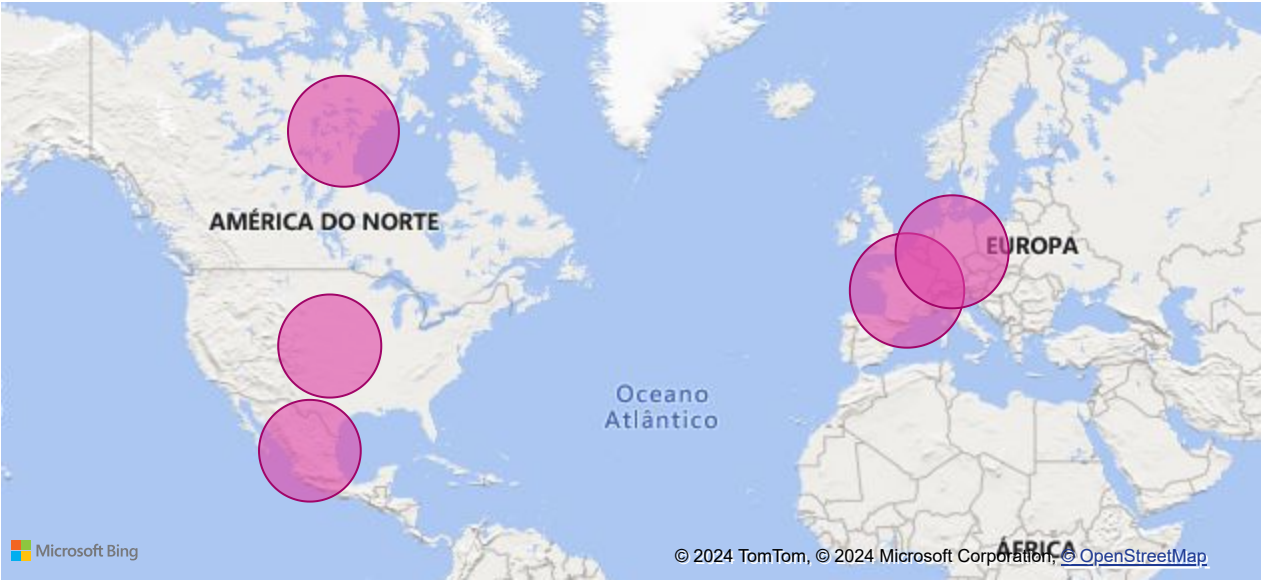 AMÉRICA DO NORTE
EUROPA
Oceano
Atlântico
ÁFRICA
Microsoft Bing
© 2024 TomTom, © 2024 Microsoft Corporation, © OpenStreetMap